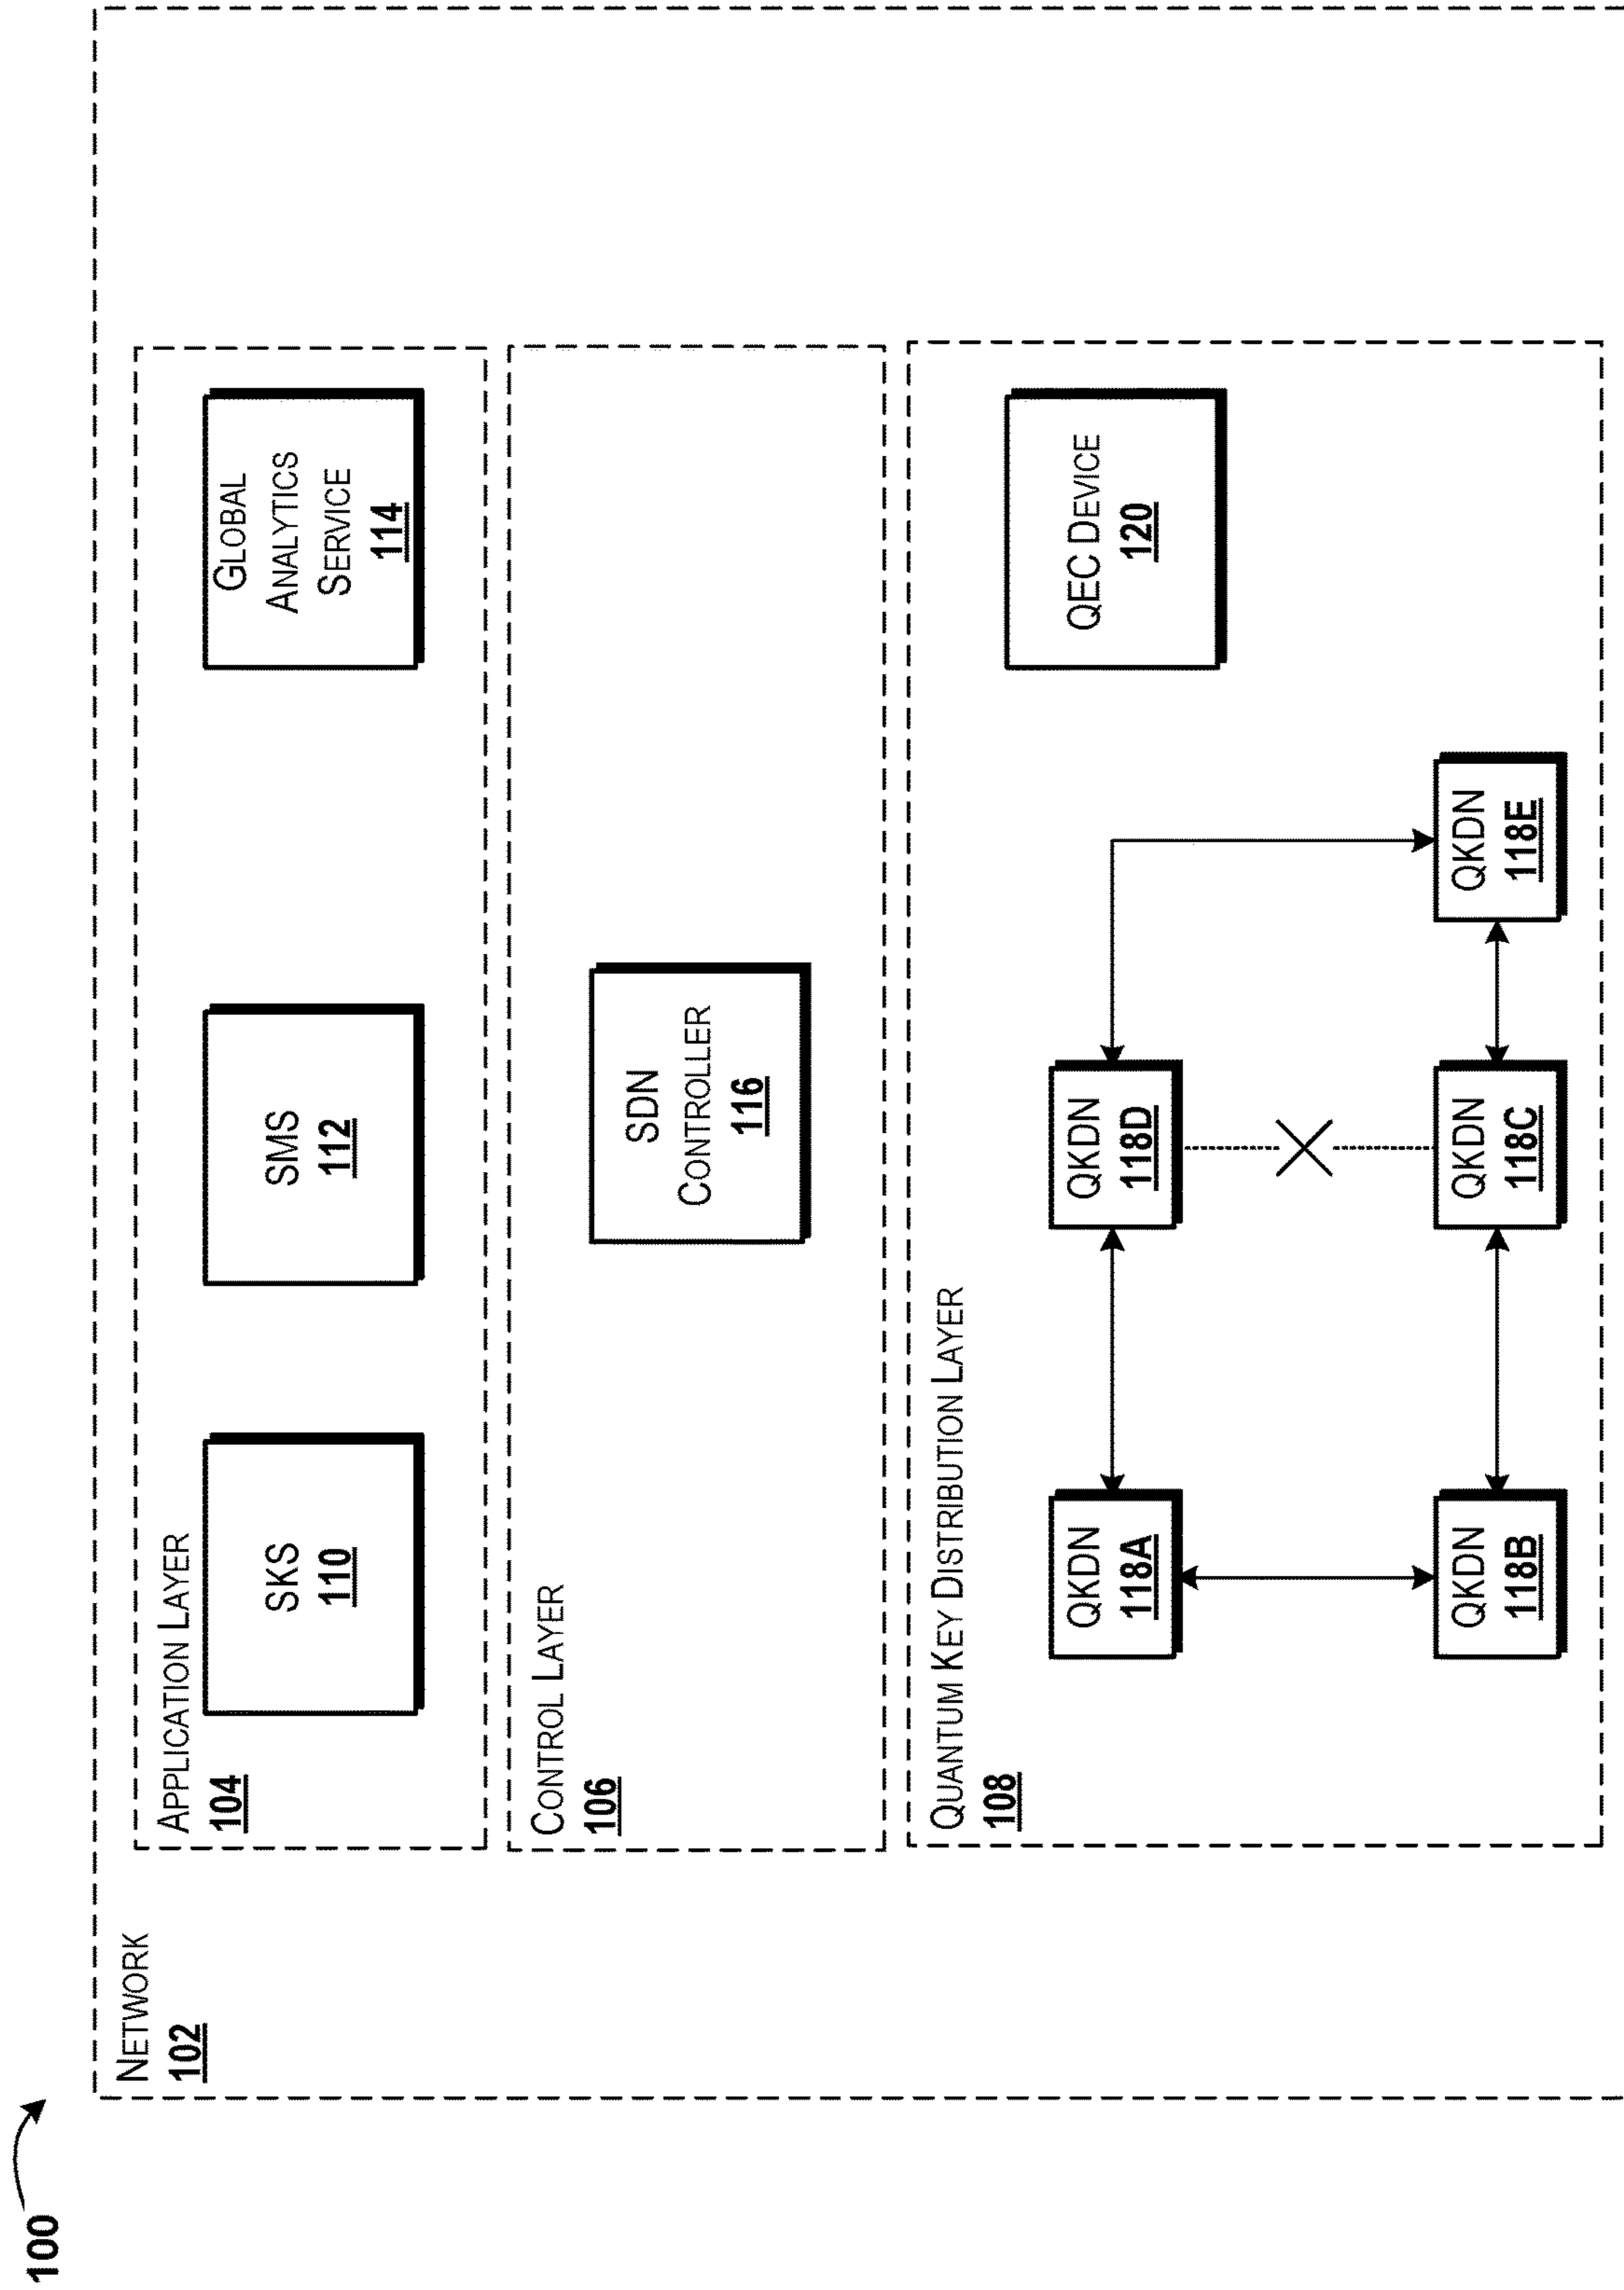 100
NETWORK
102
APPLICATION LAYER
104
SKS
110
SMS
112
GLOBAL
ANALYTICS
SERVICE
114
CONTROL LAYER
106
SDN
CONTROLLER
116
QUANTUM KEY DISTRIBUTION LAYER
108
QKDN
118A
QKDN
118D
QEC DEVICE
120
QKDN
118B
QKDN
118C
QKDN
118E